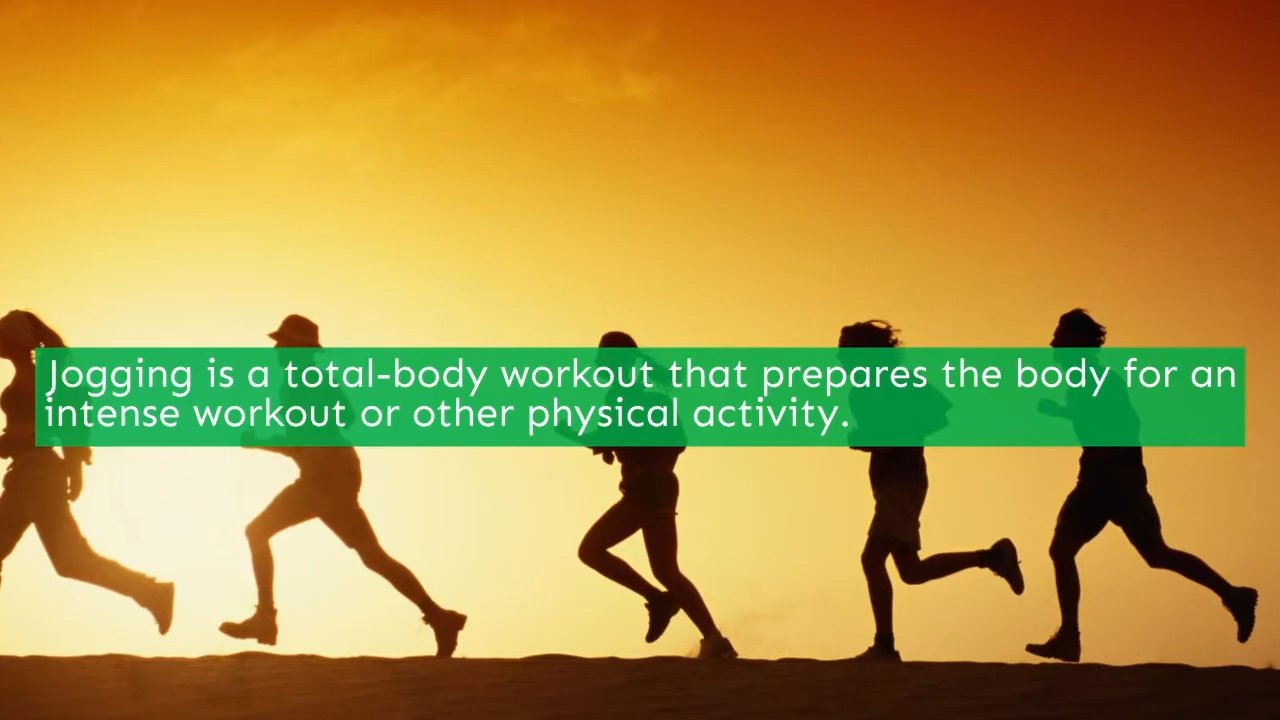 Jogging is a total-body workout that prepares the body for an
intense workout or other physical activity.